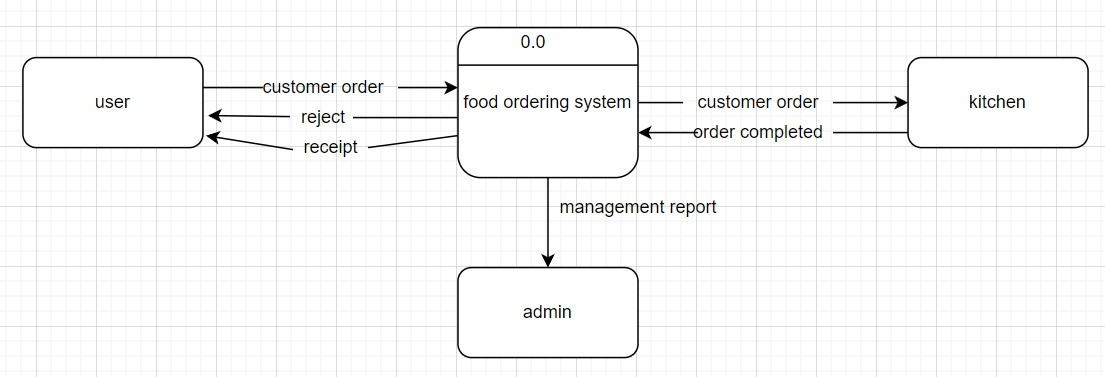 0.0
user
customer order
reject
receipt
food ordering system
customer order
order completed
kitchen
management report
admin